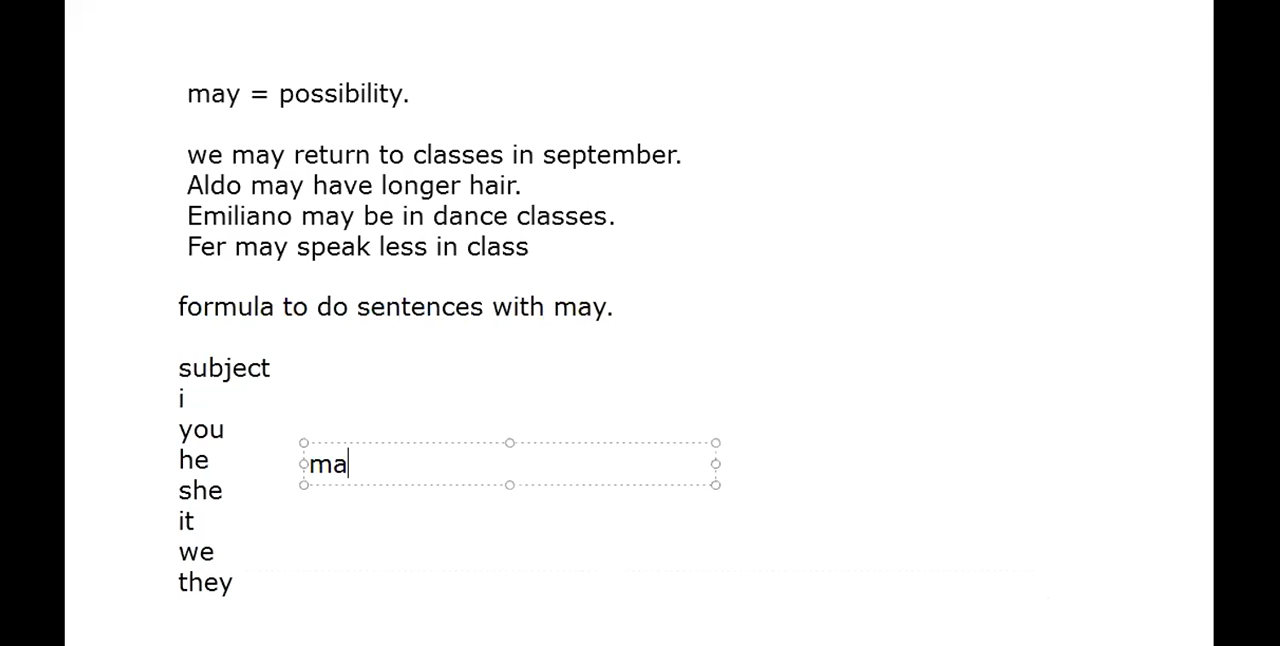 may = possibility.
we may return to classes in september.
Aldo may have longer hair.
Emiliano may be in dance classes.
Fer may speak less in class
formula to do sentences with may.
subject
i
you
he
ma
she
it
we
they